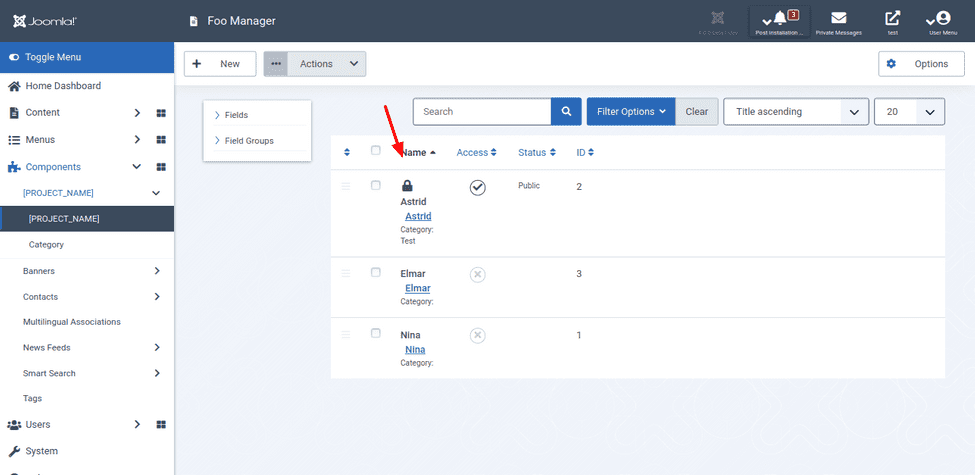 Joomla!
Foo Manager
3
Post Installation ...
Private Messages
test
User Menu
Toggle Menu
New
Actions
Options
Home Dashboard
Content
Menus
Components
[PROJECT_NAME]
[PROJECT_NAME]
Category
Banners
Contacts
Multilingual Associations
News Feeds
Smart Search
Tags
Users
System
Fields
Field Groups
Search
Filter Options
Clear
Title ascending
20
Name
Access
Status
ID
Astrid
Astrid
Category:
Test
Public
2
Elmar
Elmar
Category:
3
Nina
Nina
Category:
1